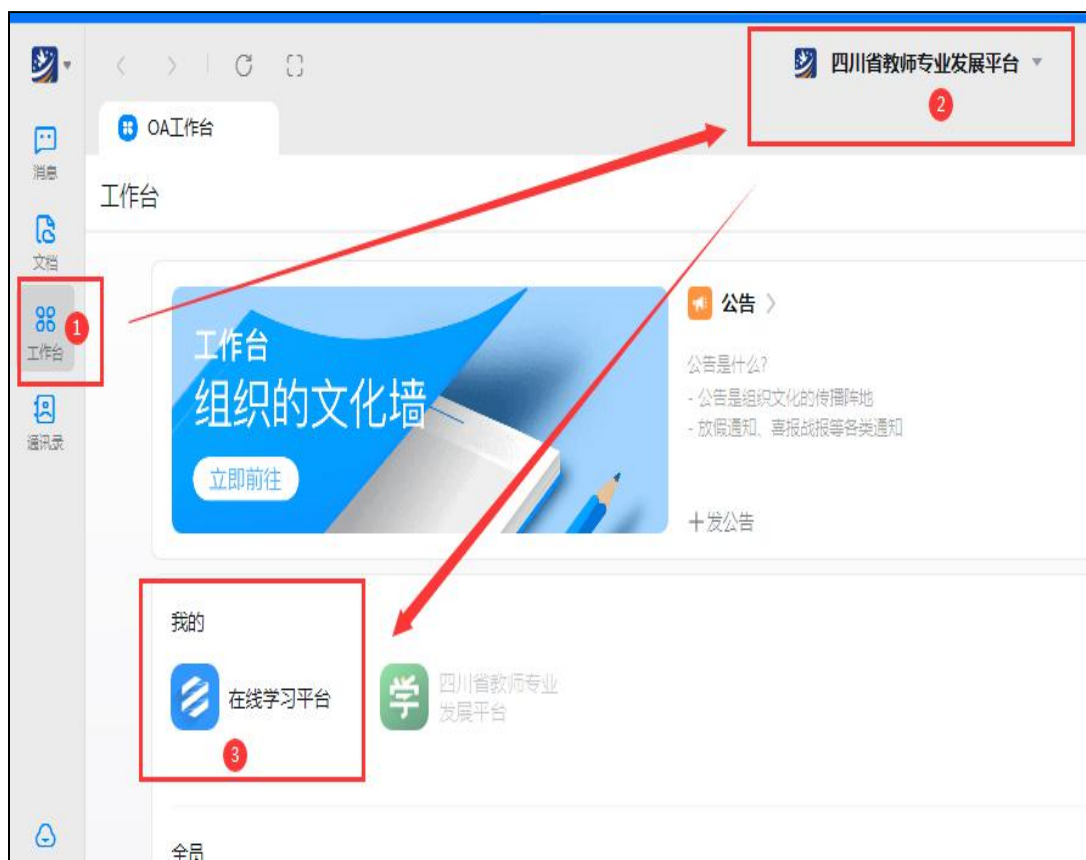 四川省教师专业发展平台
2
OA工作台
消息
工作台
文档
1
工作台
通讯录
工作台
组织的文化墙
立即前往
公告
公告是什么?
- 公告是组织文化的传播阵地
- 放假通知、喜报战报等各类通知
+发公告
我的
在线学习平台
3
学
四川省教师专业
发展平台
全员